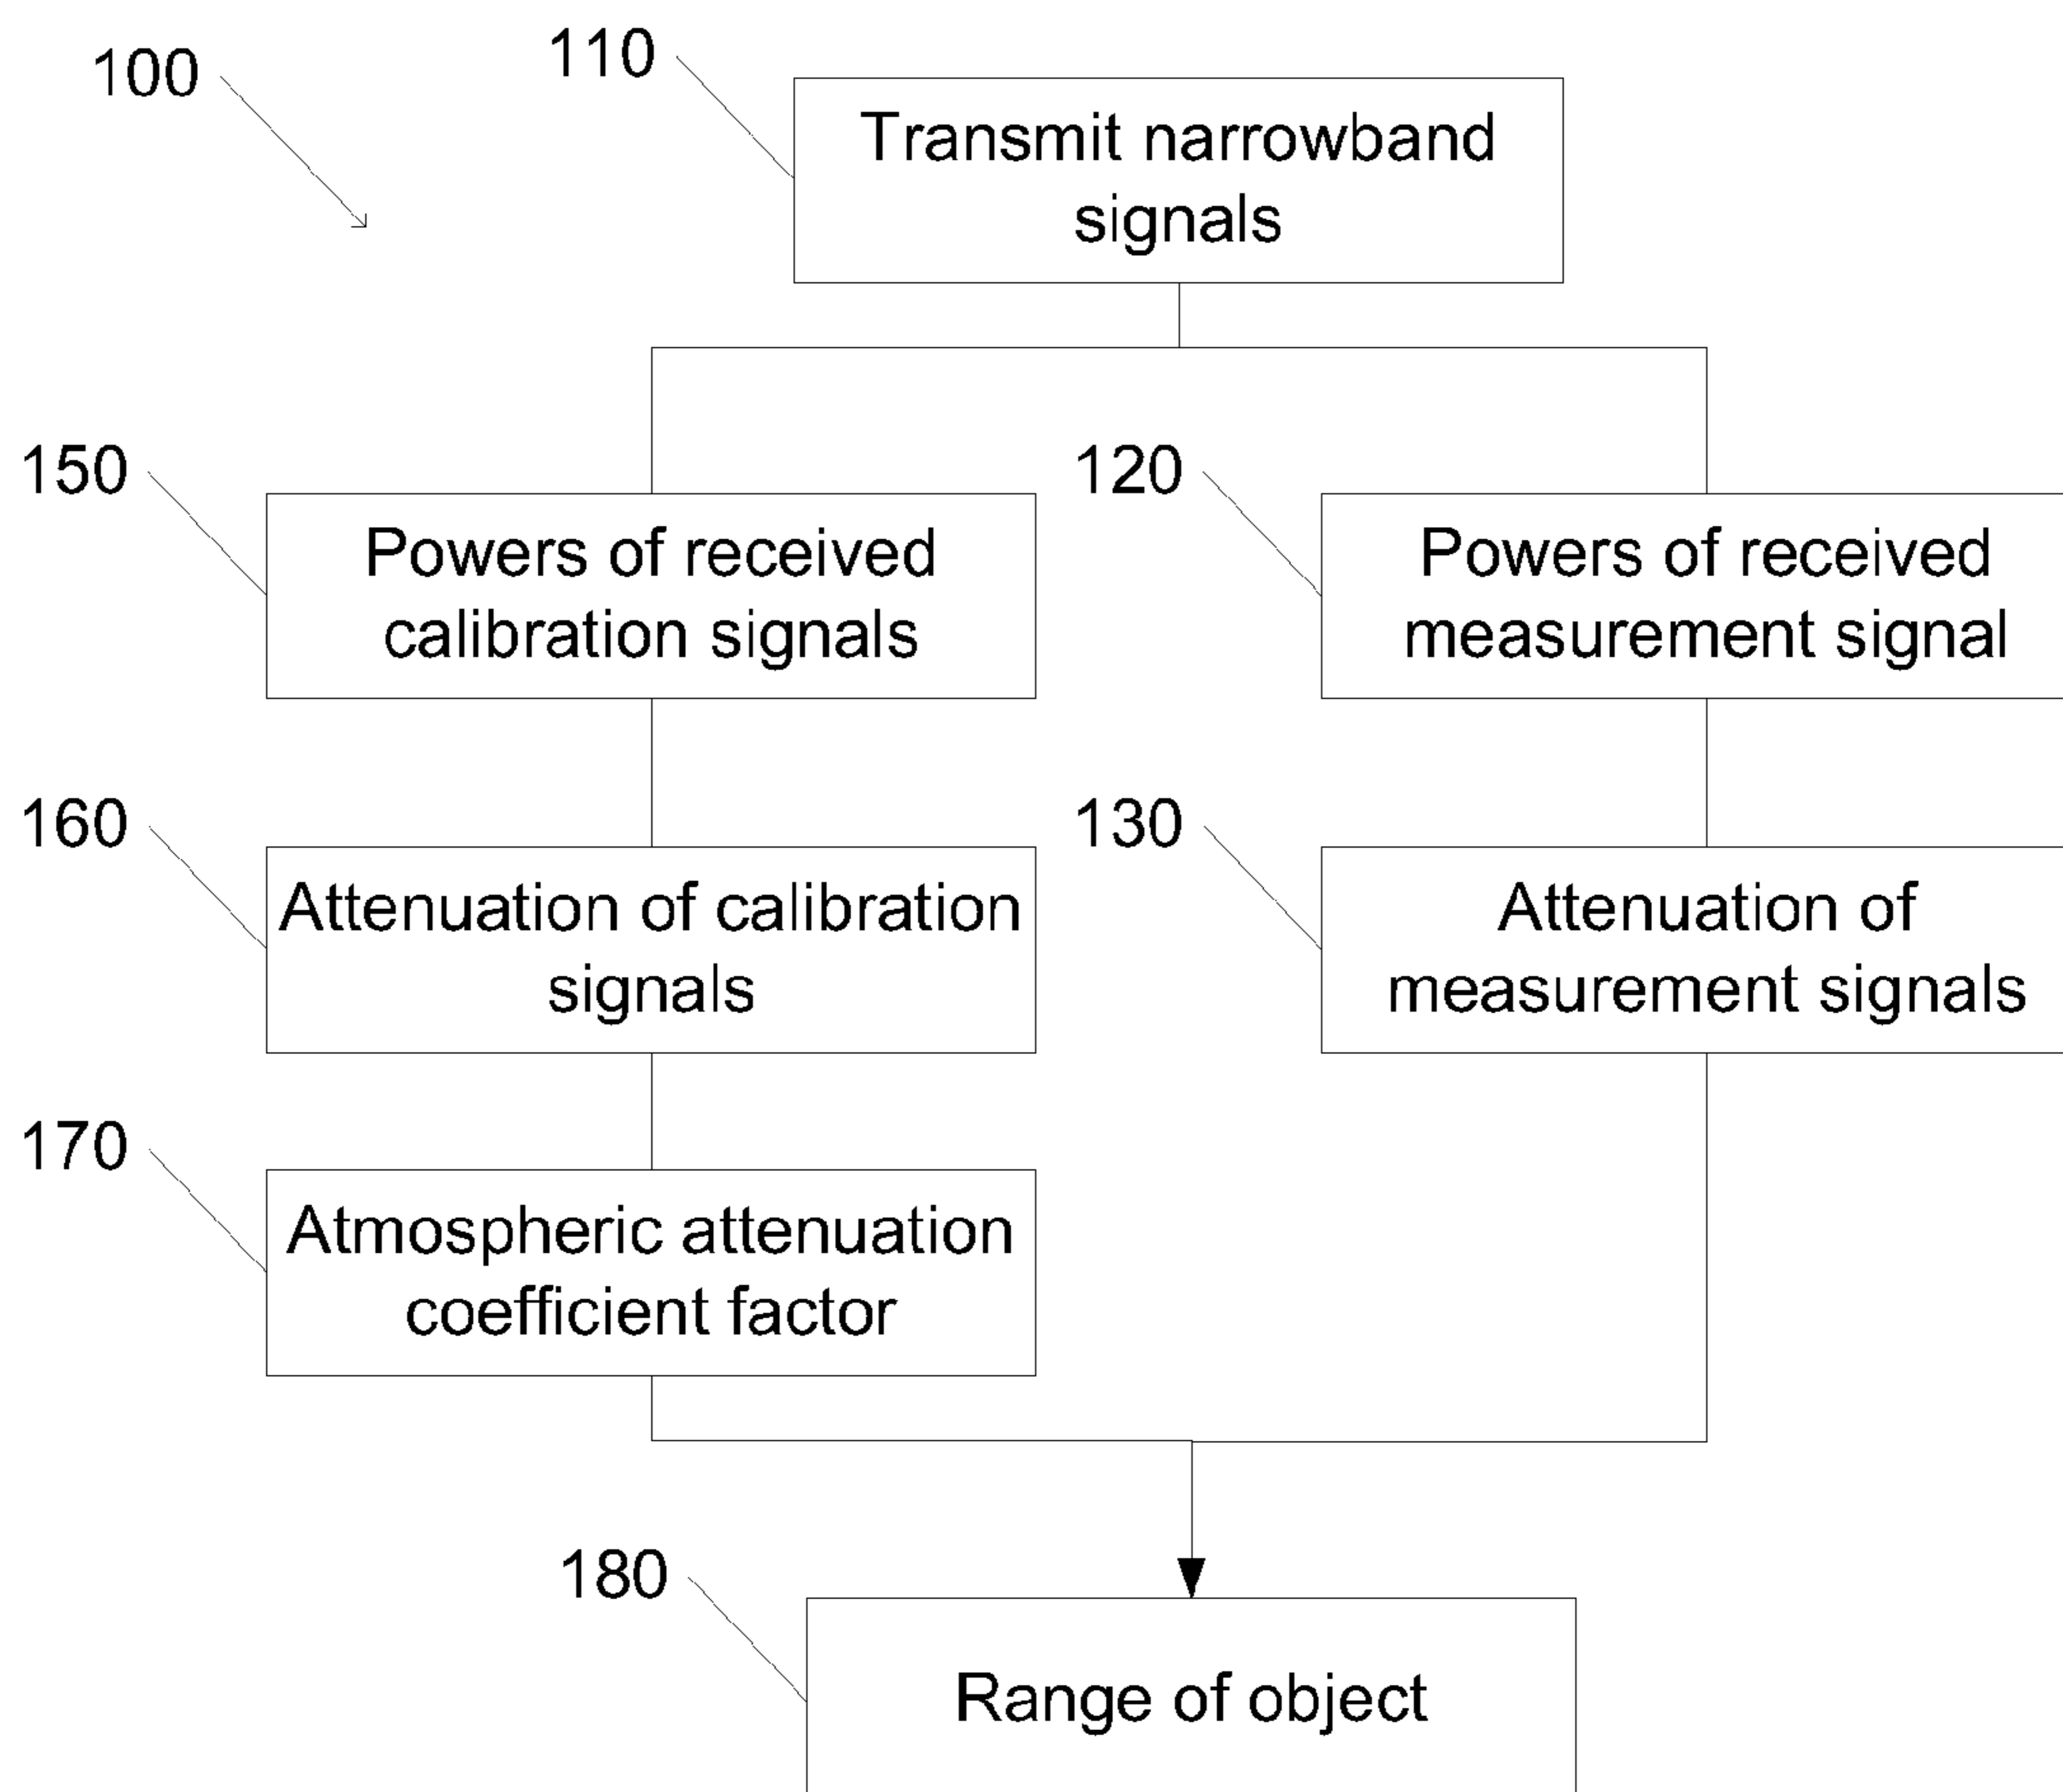 100
110
Transmit narrowband
signals
150
Powers of received
calibration signals
120
Powers of received
measurement signal
160
Attenuation of calibration
signals
130
Attenuation of
measurement signals
170
Atmospheric attenuation
coefficient factor
180
Range of object